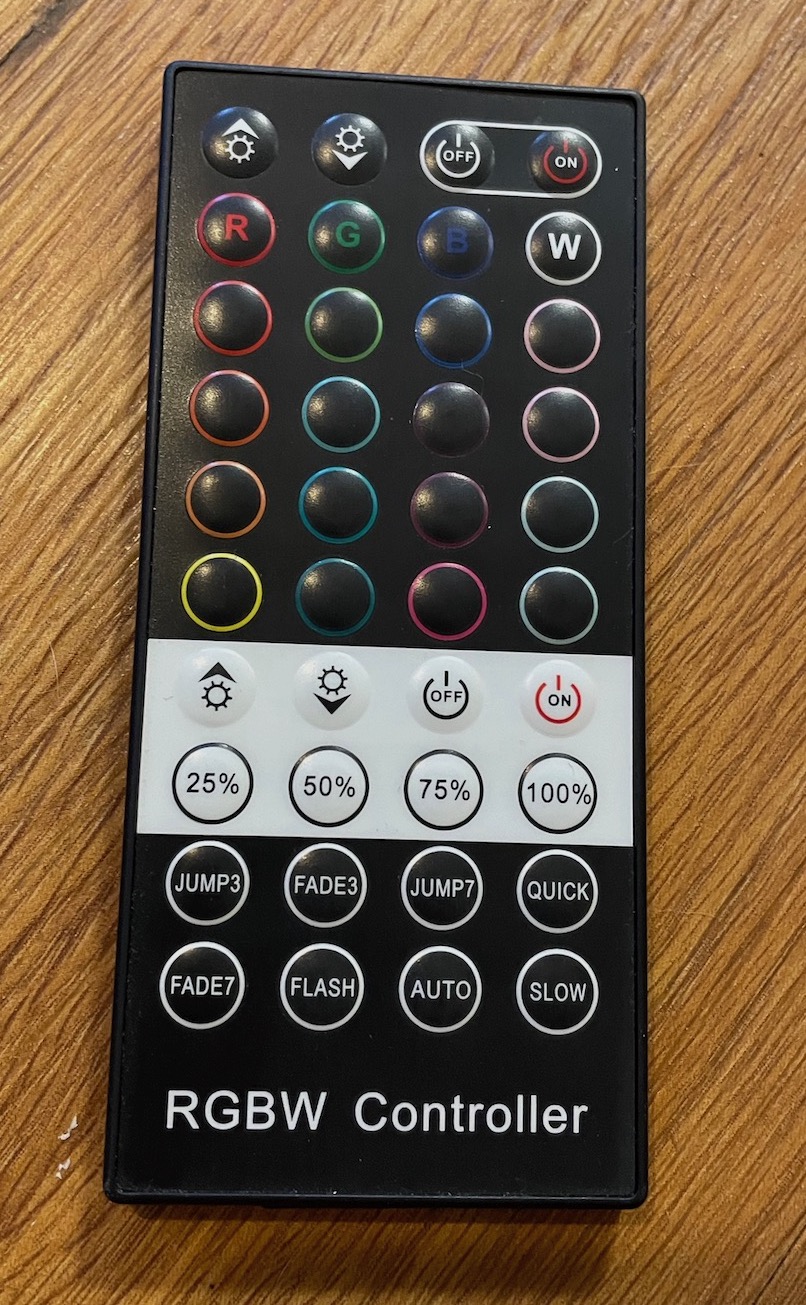 OFF ON
R G B W
OFF ON
25% 50% 75% 100%
JUMP3 FADE3 JUMP7 QUICK
FADE7 FLASH AUTO SLOW
RGBW Controller